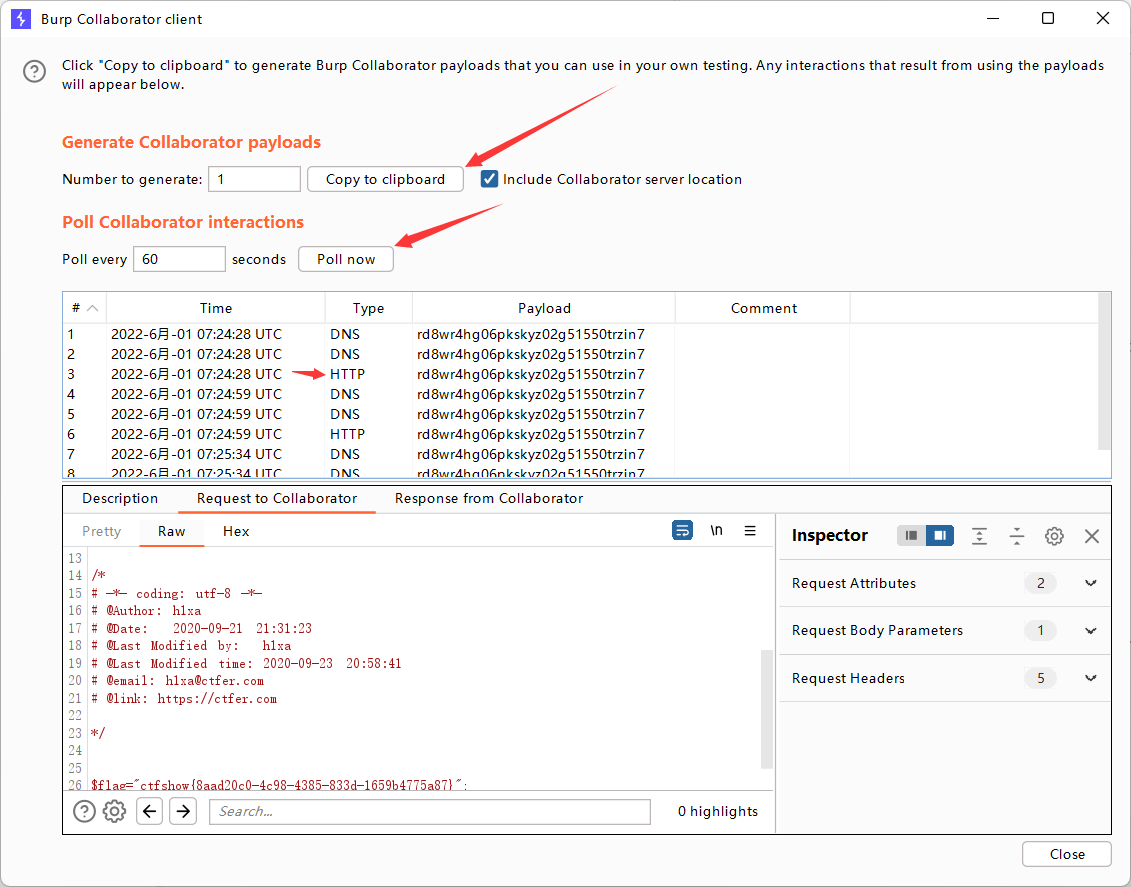 Burp Collaborator client
Click "Copy to clipboard" to generate Burp Collaborator payloads that you can use in your own testing. Any interactions that result from using the payloads
will appear below.
Generate Collaborator payloads
Number to generate: 1 Copy to clipboard Include Collaborator server location
Poll Collaborator interactions
Poll every 60 seconds Poll now
# Time Type Payload Comment
1 2022-6月-01 07:24:28 UTC DNS rd8wr4hg06pkskyz02g51550trzin7
2 2022-6月-01 07:24:28 UTC DNS rd8wr4hg06pkskyz02g51550trzin7
3 2022-6月-01 07:24:28 UTC HTTP rd8wr4hg06pkskyz02g51550trzin7
4 2022-6月-01 07:24:59 UTC DNS rd8wr4hg06pkskyz02g51550trzin7
5 2022-6月-01 07:24:59 UTC DNS rd8wr4hg06pkskyz02g51550trzin7
6 2022-6月-01 07:24:59 UTC HTTP rd8wr4hg06pkskyz02g51550trzin7
7 2022-6月-01 07:25:34 UTC DNS rd8wr4hg06pkskyz02g51550trzin7
8 2022-6月-01 07:25:34 UTC DNS rd8wr4hg06pkskyz02g51550trzin7
Description Request to Collaborator Response from Collaborator
Pretty Raw Hex \n
13
14 /*
15 # -*- coding: utf-8 -*-
16 # @Author: h1xa
17 # @Date: 2020-09-21 21:31:23
18 # @Last Modified by: h1xa
19 # @Last Modified time: 2020-09-23 20:58:41
20 # @email: h1xa@ctfer.com
21 # @link: https://ctfer.com
22
23 */
24
25
26 $flag="ctfshow{8aad20c0-4c98-4385-833d-1659b4775a87}";
Search...
0 highlights
Inspector
Request Attributes 2
Request Body Parameters 1
Request Headers 5
Close